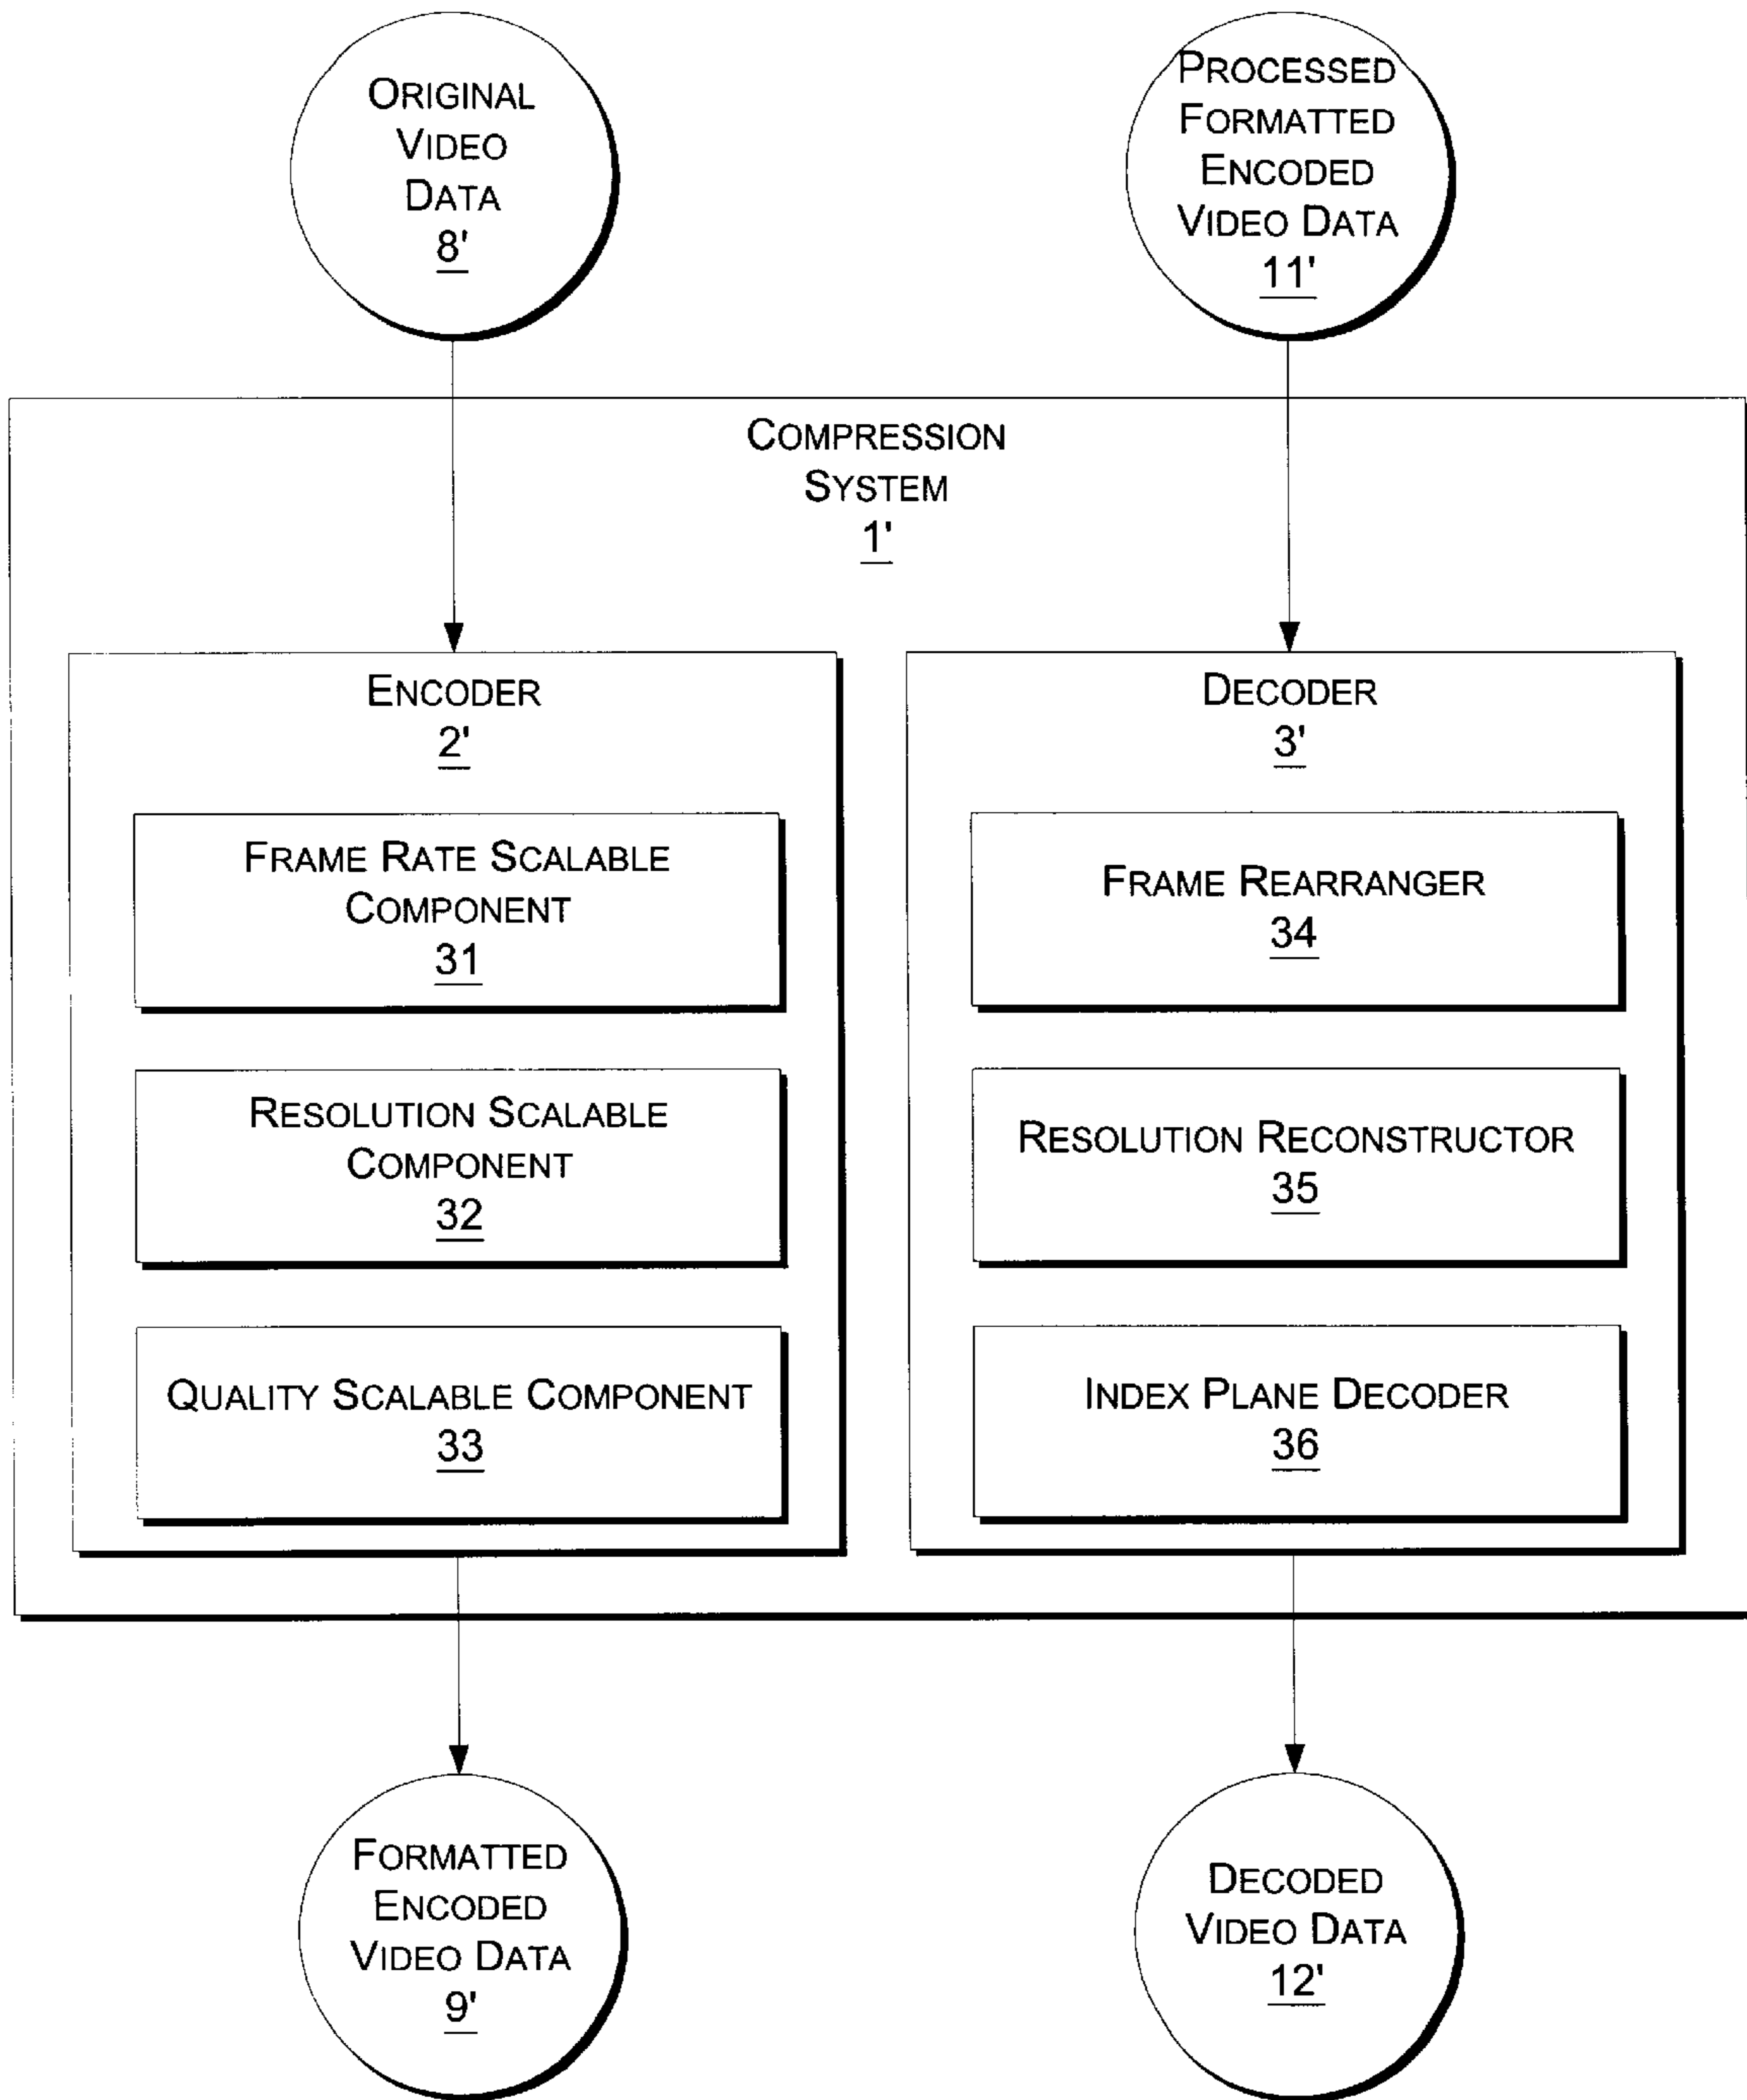 ORIGINAL
VIDEO
DATA
8'
PROCESSED
FORMATTED
ENCODED
VIDEO DATA
11'
COMPRESSION
SYSTEM
1'
ENCODER
2'
FRAME RATE SCALABLE
COMPONENT
31
RESOLUTION SCALABLE
COMPONENT
32
QUALITY SCALABLE COMPONENT
33
DECODER
3'
FRAME REARRANGER
34
RESOLUTION RECONSTRUCTOR
35
INDEX PLANE DECODER
36
FORMATTED
ENCODED
VIDEO DATA
9'
DECODED
VIDEO DATA
12'